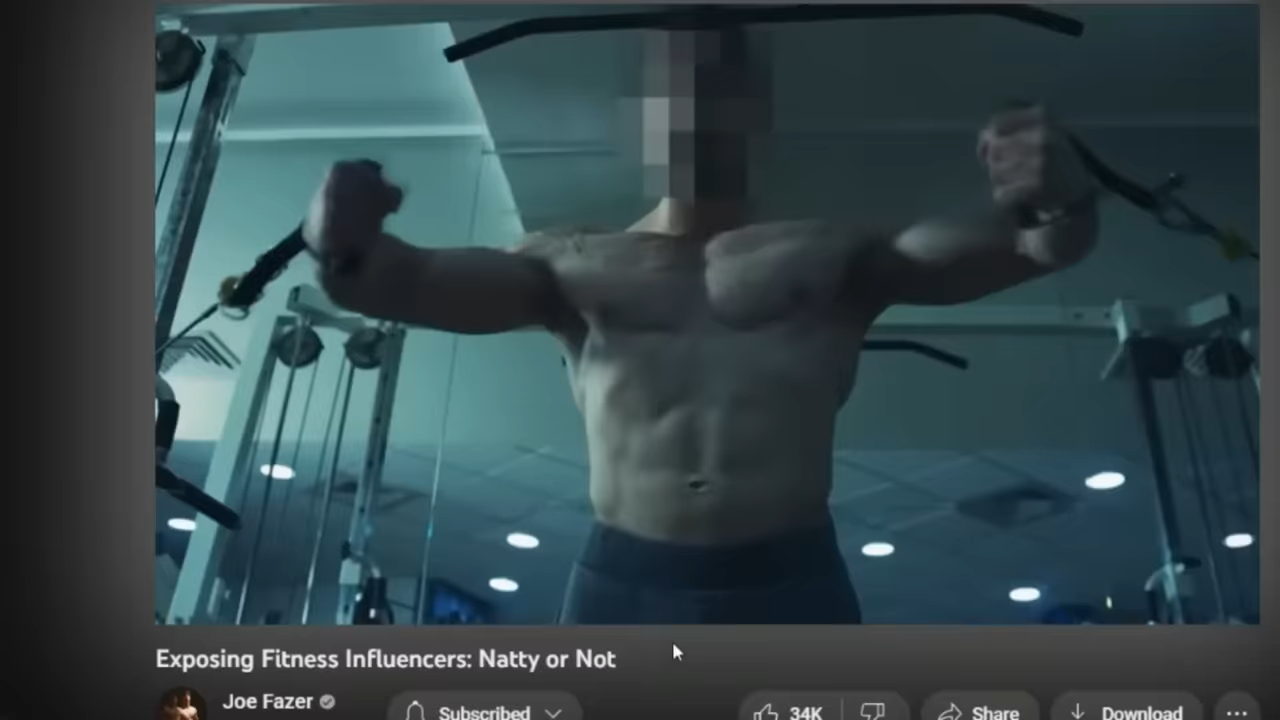 Exposing Fitness Influencers: Natty or Not
Joe Fazer
Subscribed
34K
Share
Download